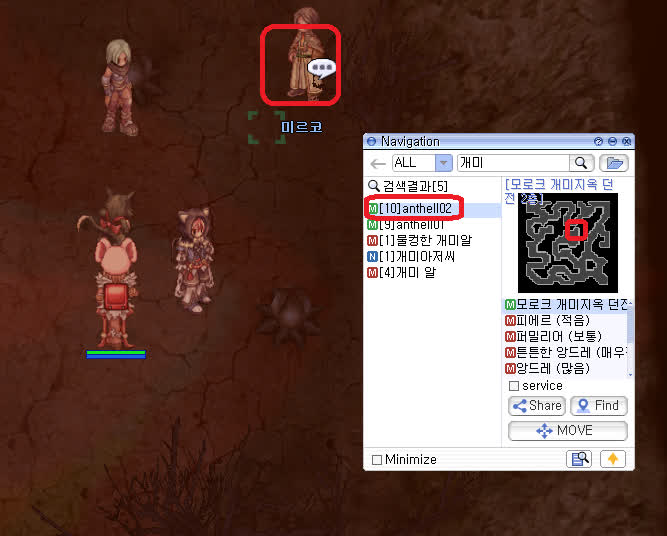 미르코
Navigation
ALL
개미
검색결과[5]
M[10]anthell02
M[9]anthell01
M[1]물컹한 개미알
N[1]개미아저씨
M[4]개미 알
[모로크 개미지옥 던
전 2층]
M모로크 개미지옥 던전
M피에르 (적음)
M퍼밀리어 (보통)
M튼튼한 앙드레 (매우
M앙드레 (많음)
service
Share
Find
MOVE
Minimize